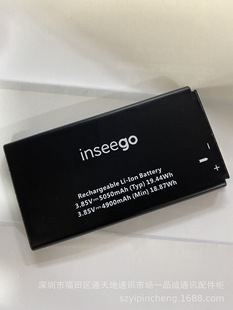 inseego
Rechargeable Li-Ion Battery
3.85V⎓5050mAh (Typ) 19.44Wh
3.85V⎓4900mAh (Min) 18.87Wh
深圳市福田区通天地通讯市场一品诚通讯配件柜
szyipincheng.1688.com